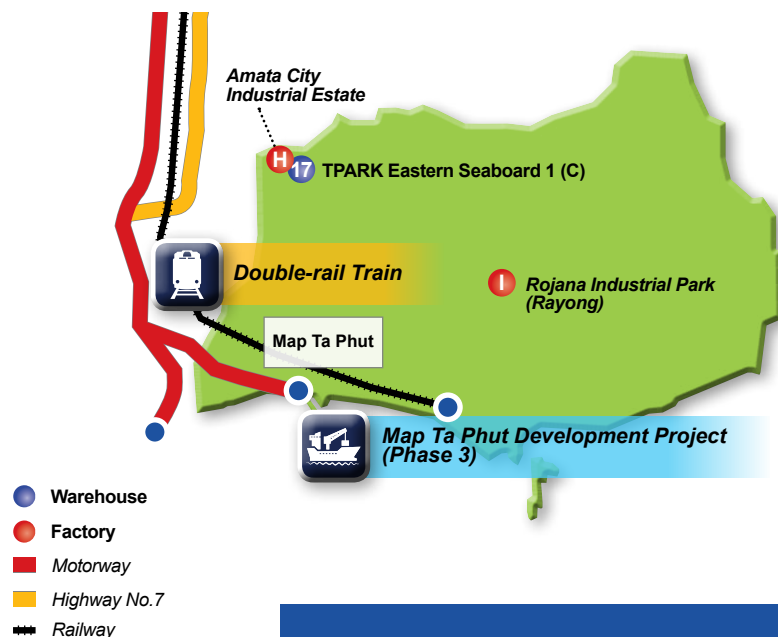 Amata City
Industrial Estate
H
17
TPARK Eastern Seaboard 1 (C)
Double-rail Train
I
Rojana Industrial Park
(Rayong)
Map Ta Phut
Map Ta Phut Development Project
(Phase 3)
Warehouse
Factory
Motorway
Highway No.7
Railway